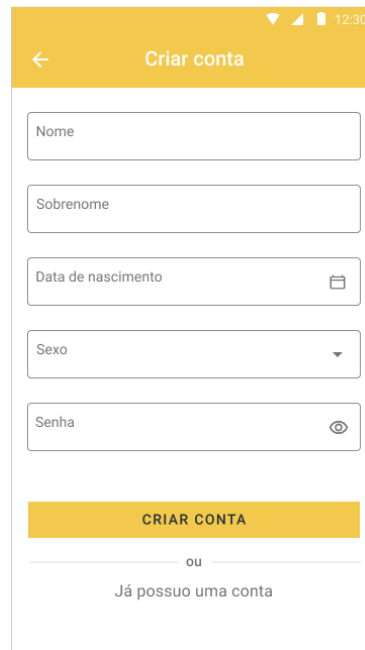 12:30
Criar conta
Nome
Sobrenome
Data de nascimento
Sexo
Senha
CRIAR CONTA
ou
Já possuo uma conta